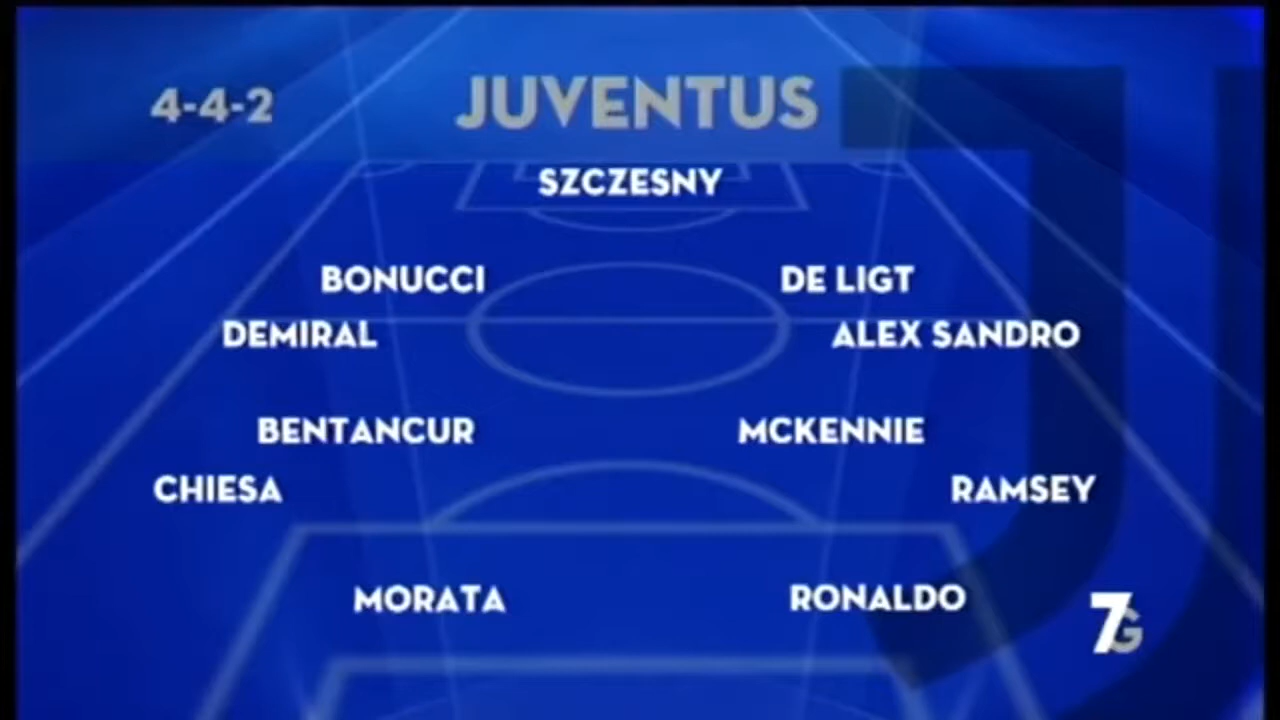 4-4-2 JUVENTUS
SZCZESNY
BONUCCI DE LIGT
DEMIRAL ALEX SANDRO
BENTANCUR MCKENNIE
CHIESA RAMSEY
MORATA RONALDO
7G